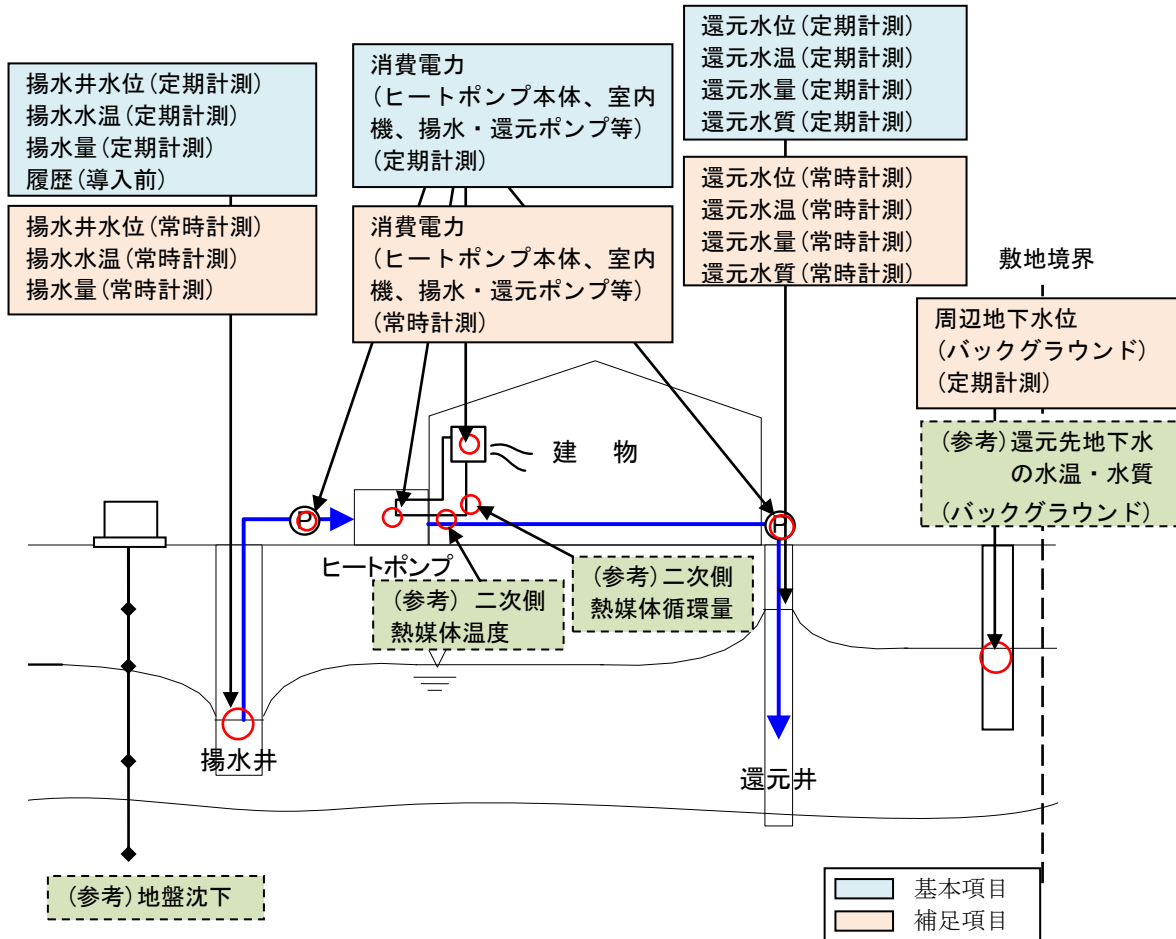 揚水井水位(定期計測)
揚水水温(定期計測)
揚水量(定期計測)
履歴(導入前)
揚水井水位(常時計測)
揚水水温(常時計測)
揚水量(常時計測)
消費電力
(ヒートポンプ本体、室内
機、揚水・還元ポンプ等)
(定期計測)
消費電力
(ヒートポンプ本体、室内
機、揚水・還元ポンプ等)
(常時計測)
還元水位(定期計測)
還元水温(定期計測)
還元水量(定期計測)
還元水質(定期計測)
還元水位(常時計測)
還元水温(常時計測)
還元水量(常時計測)
還元水質(常時計測)
敷地境界
周辺地下水位
(バックグラウンド)
(定期計測)
(参考)還元先地下水
の水温・水質
(バックグラウンド)
建 物
P
H
ヒートポンプ
(参考) 二次側
熱媒体温度
(参考)二次側
熱媒体循環量
揚水井
還元井
(参考)地盤沈下
基本項目
補足項目